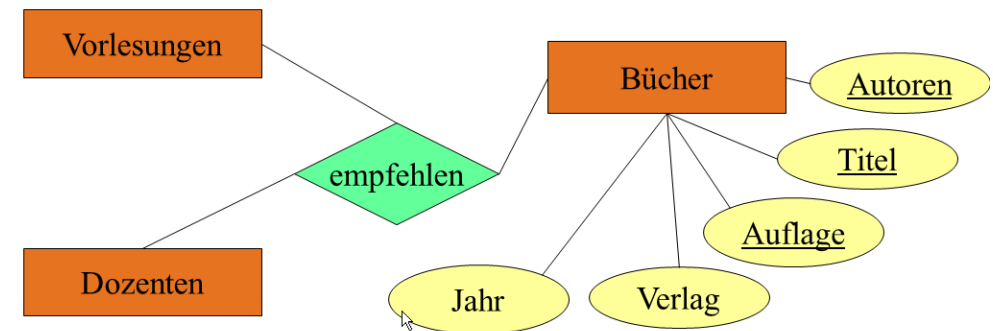 Vorlesungen
Bücher
Autoren
Titel
empfehlen
Auflage
Dozenten
Jahr
Verlag